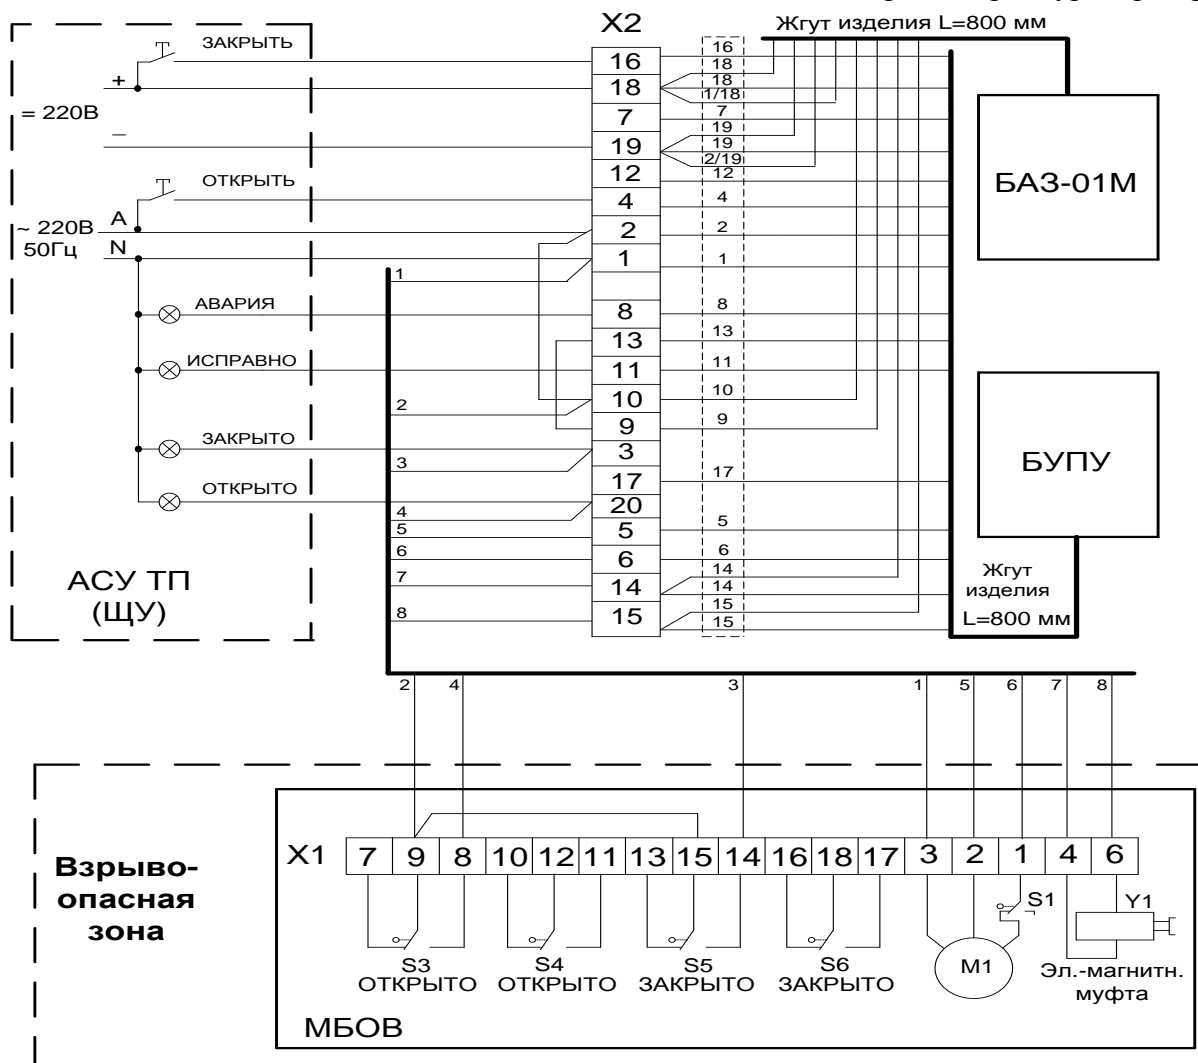 X2
Жгут изделия L=800 мм
ЗАКРЫТЬ
+
= 220В
–
ОТКРЫТЬ
~ 220В
50Гц
A
N
АВАРИЯ
ИСПРАВНО
ЗАКРЫТО
ОТКРЫТО
АСУ ТП
(ЩУ)
1
2
3
4
5
6
7
8
16
18
7
19
12
4
2
1
8
13
11
10
9
3
17
20
5
6
14
15
16
18
18
1/18
7
19
19
2/19
12
4
2
1
8
13
11
10
9
17
5
6
14
14
15
15
БАЗ-01М
БУПУ
Жгут
изделия
L=800 мм
2 4 3 1 5 6 7 8
Взрыво-
опасная
зона
X1
7 9 8 10 12 11 13 15 14 16 18 17 3 2 1 4 6
S1
Y1
S3
ОТКРЫТО
S4
ОТКРЫТО
S5
ЗАКРЫТО
S6
ЗАКРЫТО
M1
Эл.-магнитн.
муфта
МБОВ